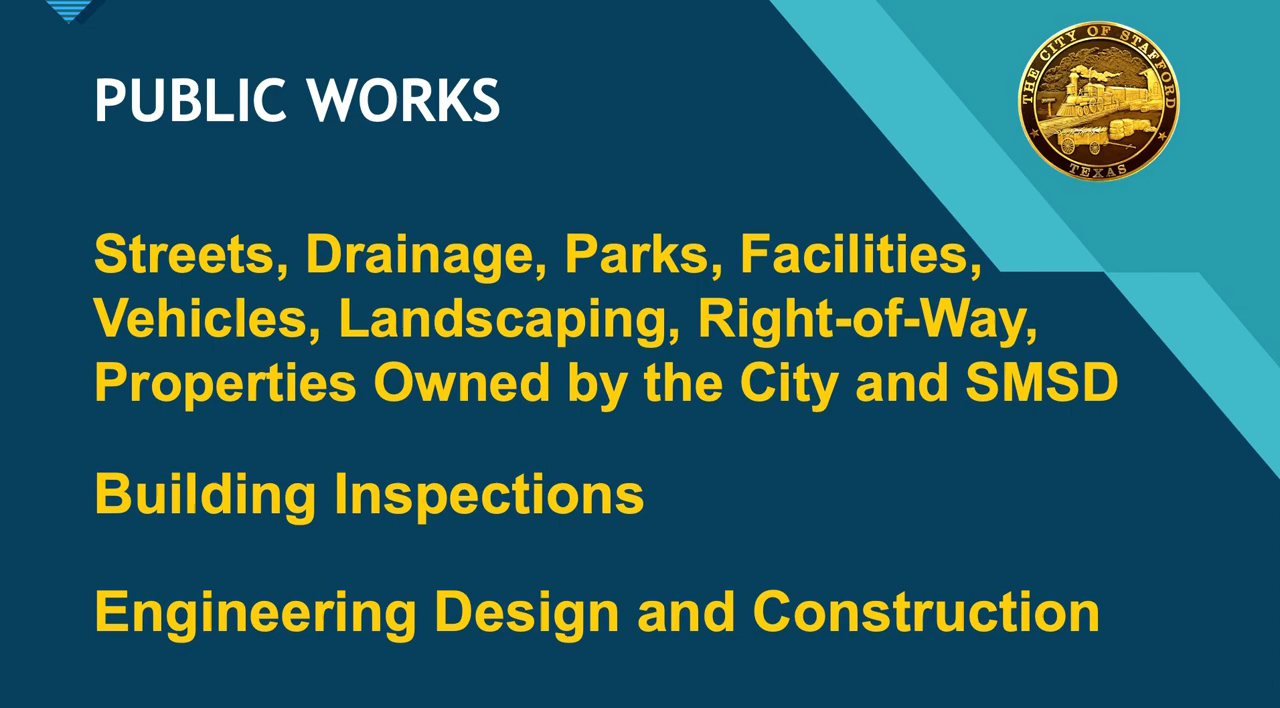 PUBLIC WORKS
THE CITY OF STAFFORD
TEXAS
Streets, Drainage, Parks, Facilities,
Vehicles, Landscaping, Right-of-Way,
Properties Owned by the City and SMSD
Building Inspections
Engineering Design and Construction